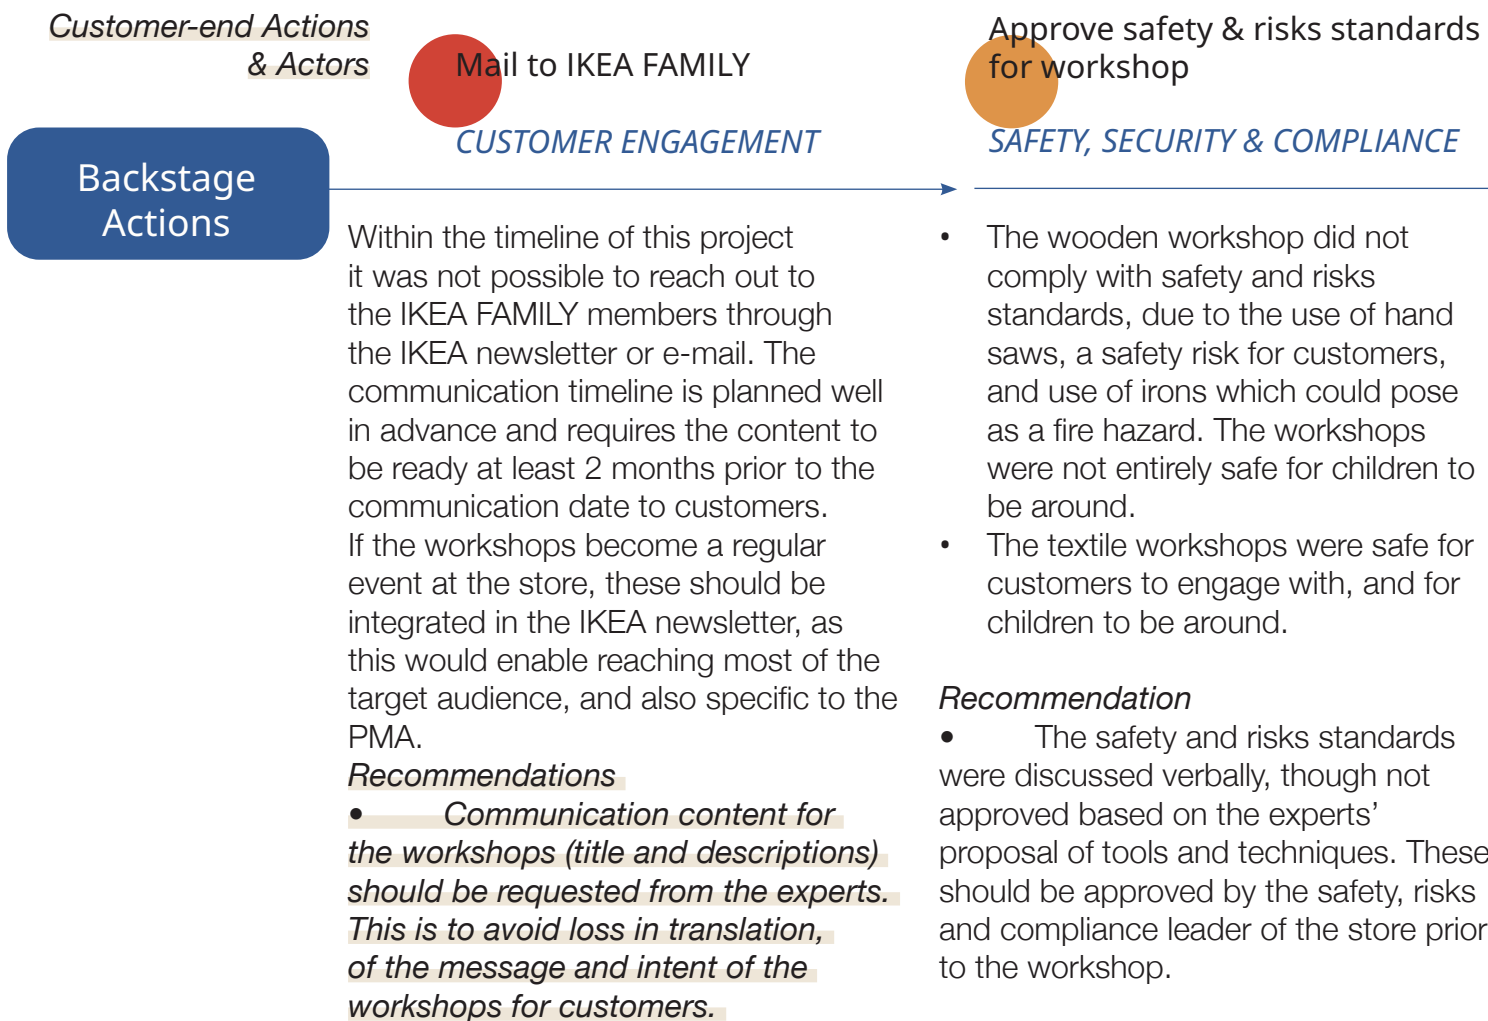 Customer-end Actions
& Actors
Mail to IKEA FAMILY
CUSTOMER ENGAGEMENT
Approve safety & risks standards
for workshop
SAFETY, SECURITY & COMPLIANCE
Backstage
Actions
Within the timeline of this project
it was not possible to reach out to
the IKEA FAMILY members through
the IKEA newsletter or e-mail. The
communication timeline is planned well
in advance and requires the content to
be ready at least 2 months prior to the
communication date to customers.
If the workshops become a regular
event at the store, these should be
integrated in the IKEA newsletter, as
this would enable reaching most of the
target audience, and also specific to the
PMA.
Recommendations
• Communication content for
the workshops (title and descriptions)
should be requested from the experts.
This is to avoid loss in translation,
of the message and intent of the
workshops for customers.
• The wooden workshop did not
comply with safety and risks
standards, due to the use of hand
saws, a safety risk for customers,
and use of irons which could pose
as a fire hazard. The workshops
were not entirely safe for children to
be around.
• The textile workshops were safe for
customers to engage with, and for
children to be around.
Recommendation
• The safety and risks standards
were discussed verbally, though not
approved based on the experts’
proposal of tools and techniques. These
should be approved by the safety, risks
and compliance leader of the store prior
to the workshop.